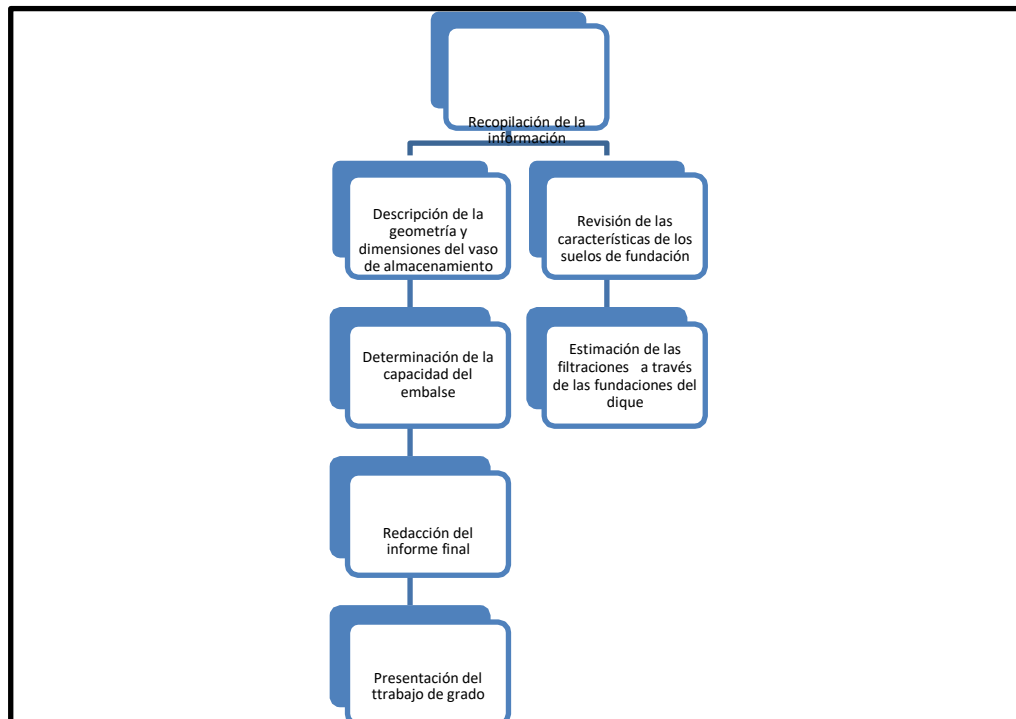 Recopilación de la
información
Descripción de la
geometría y
dimensiones del vaso
de almacenamiento
Revisión de las
características de los
suelos de fundación
Determinación de la
capacidad del
embalse
Estimación de las
filtraciones a través
de las fundaciones del
dique
Redacción del
informe final
Presentación del
ttrabajo de grado